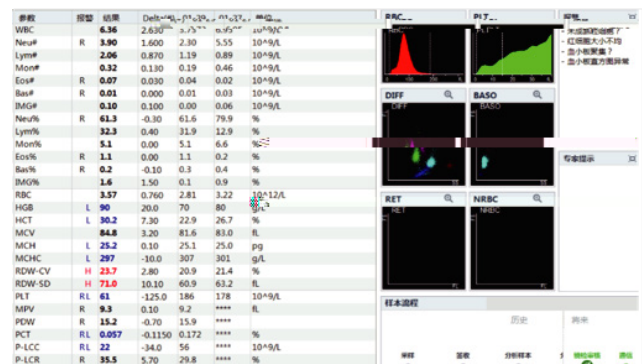 参数 报警 结果
WBC 6.36 2.630
Neu# R 3.90 1.600 2.30 5.55 10^9/L
Lym# 2.06 0.870 1.19 0.89 10^9/L
Mon# 0.32 0.130 0.19 0.46 10^9/L
Eos# R 0.07 0.030 0.04 0.02 10^9/L
Bas# R 0.01 0.000 0.01 0.03 10^9/L
IMG# 0.10 0.100 0.00 0.06 10^9/L
Neu% R 61.3 -0.30 61.6 79.9 %
Lym% 32.3 0.40 31.9 12.9 %
Mon% 5.1 0.00 5.1 6.6 %
Eos% R 1.1 0.00 1.1 0.2 %
Bas% R 0.2 -0.10 0.3 0.4 %
IMG% 1.6 1.50 0.1 0.9 %
RBC 3.57 0.760 2.81 3.22 10^12/L
HGB L 90 20.0 70 80 g/L
HCT L 30.2 7.30 22.9 26.7 %
MCV 84.8 3.20 81.6 83.0 fL
MCH L 25.2 0.10 25.1 25.0 pg
MCHC L 297 -10.0 307 301 g/L
RDW-CV H 23.7 2.80 20.9 21.4 %
RDW-SD H 71.0 10.10 60.9 63.2 fL
PLT RL 61 -125.0 186 178 10^9/L
MPV R 9.3 0.10 9.2 **** fL
PDW R 15.2 -0.70 15.9 ****
PCT RL 0.057 -0.1150 0.172 **** %
P-LCC RL 22 -34.0 56 **** 10^9/L
P-LCR R 35.5 5.70 29.8 **** %
RBC PLT
RBC PLT
- 红细胞大小不均
- 血小板聚集?
- 血小板直方图异常
DIFF BASO
DIFF BASO
专家提示
RET NRBC
RET NRBC
样本流程
历史 将来
采样 签收 分析样本